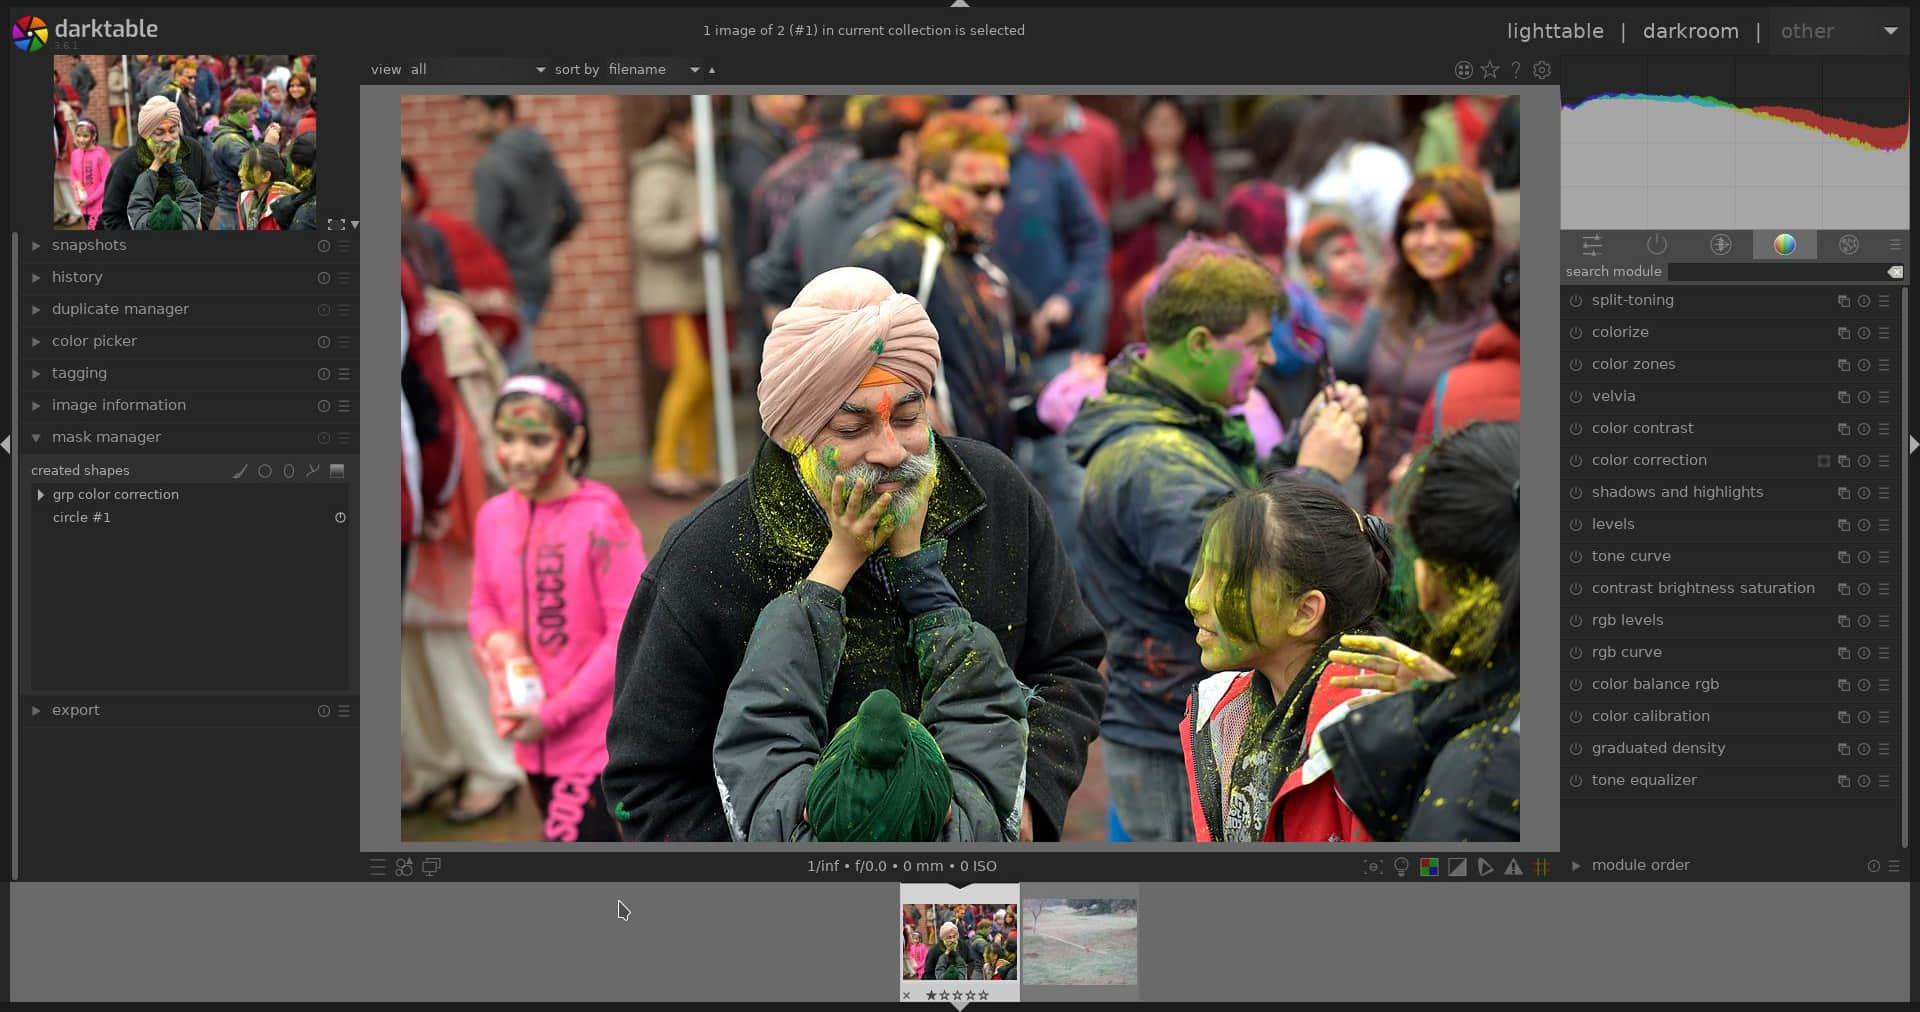 darktable
3.6.1
1 image of 2 (#1) in current collection is selected
lighttable | darkroom | other
view all sort by filename
snapshots
history
duplicate manager
color picker
tagging
image information
mask manager
created shapes
grp color correction
circle #1
export
SOCCER
SOCC
search module
split-toning
colorize
color zones
velvia
color contrast
color correction
shadows and highlights
levels
tone curve
contrast brightness saturation
rgb levels
rgb curve
color balance rgb
color calibration
graduated density
tone equalizer
module order
1/inf • f/0.0 • 0 mm • 0 ISO